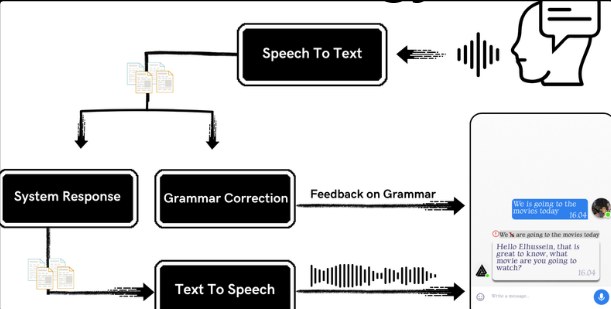 Speech To Text
System Response
Grammar Correction
Feedback on Grammar
We is going to the
movies today
16.04
We are going to the movies today
Hello Elhussein, that is
great to know, what
movie are you going to
watch?
16.04
Text To Speech
Write a message...